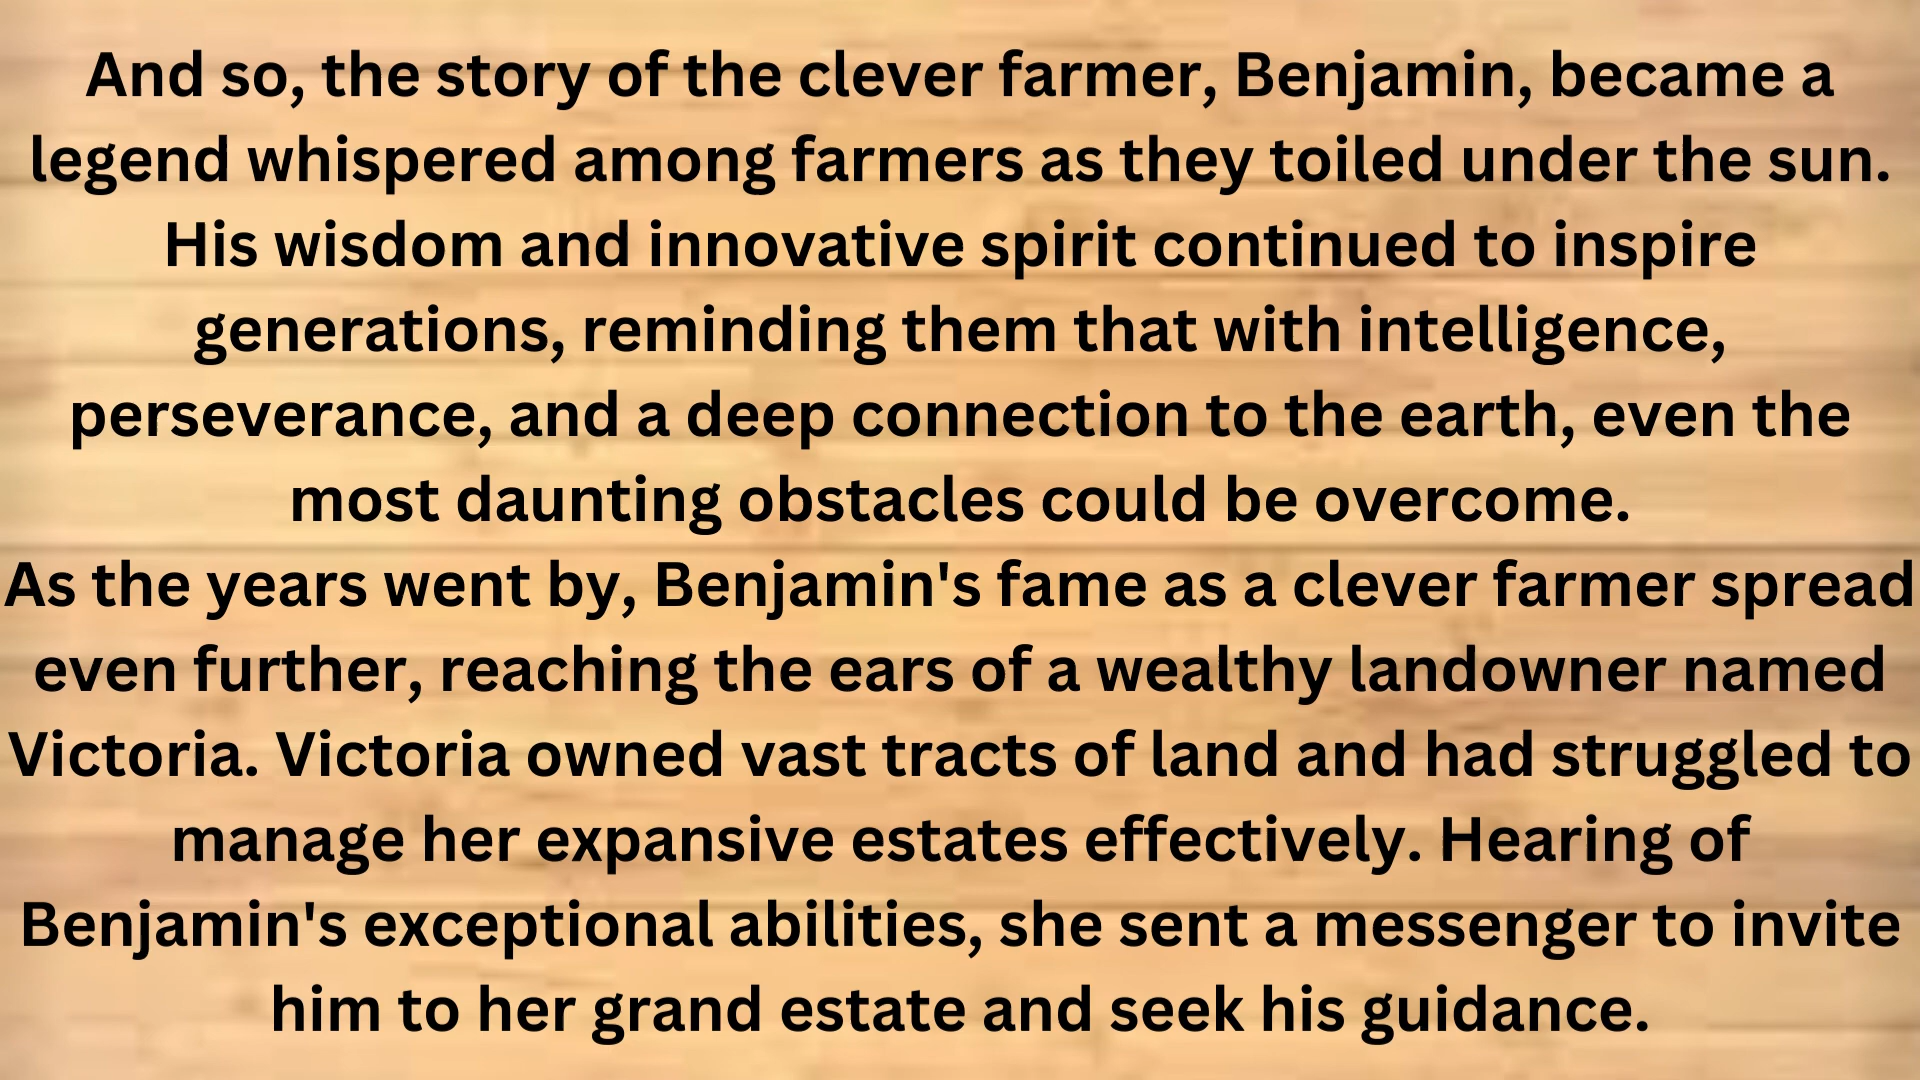 And so, the story of the clever farmer, Benjamin, became a
legend whispered among farmers as they toiled under the sun.
His wisdom and innovative spirit continued to inspire
generations, reminding them that with intelligence,
perseverance, and a deep connection to the earth, even the
most daunting obstacles could be overcome.
As the years went by, Benjamin's fame as a clever farmer spread
even further, reaching the ears of a wealthy landowner named
Victoria. Victoria owned vast tracts of land and had struggled to
manage her expansive estates effectively. Hearing of
Benjamin's exceptional abilities, she sent a messenger to invite
him to her grand estate and seek his guidance.